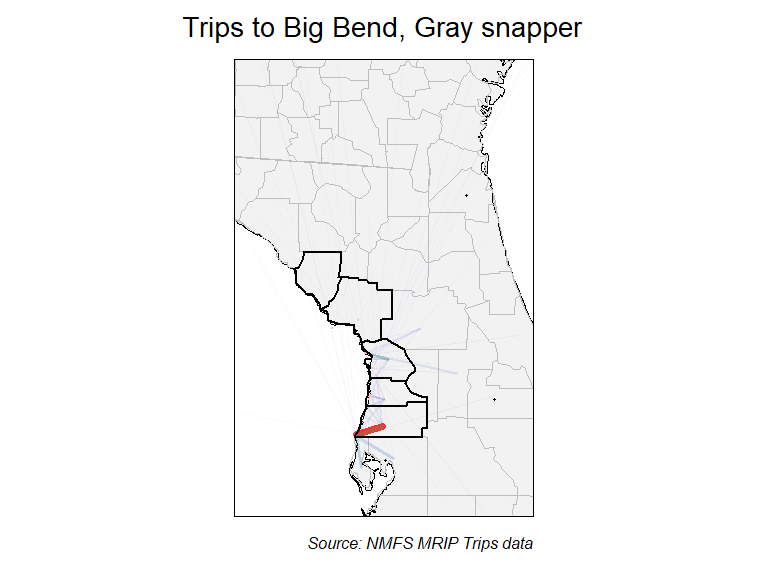 Trips to Big Bend, Gray snapper
Source: NMFS MRIP Trips data